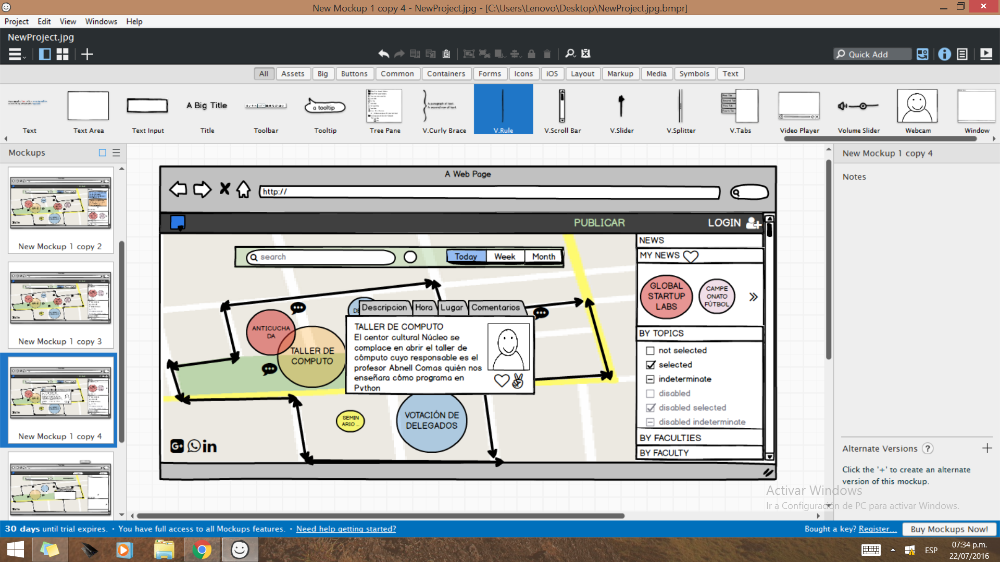 New Mockup 1 copy 4 - NewProject.jpg - [C:\Users\Lenovo\Desktop\NewProject.jpg.bmpr]
Project Edit View Windows Help
NewProject.jpg
Quick Add
All Assets Big Buttons Common Containers Forms Icons iOS Layout Markup Media Symbols Text
A Big Title
a tooltip
Text Text Area Text Input Title Toolbar Tooltip Tree Pane V.Curly Brace V.Rule V.Scroll Bar V.Slider V.Splitter V.Tabs Video Player Volume Slider Webcam Window
Mockups
New Mockup 1 copy 2
New Mockup 1 copy 3
New Mockup 1 copy 4
A Web Page
http://
PUBLICAR
LOGIN
search
Today Week Month
Descripcion Hora Lugar Comentarios
TALLER DE COMPUTO
El centor cultural Núcleo se
complace en abrir el taller de
cómputo cuyo responsable es el
profesor Abnell Comas quién nos
enseñara cómo programa en
Python
ANTICUCHA
DA
TALLER DE
COMPUTO
SEMIN
ARIO ...
VOTACIÓN DE
DELEGADOS
G+
in
NEWS
MY NEWS
GLOBAL
STARTUP
LABS
CAMPE
ONATO
FÚTBOL
BY TOPICS
not selected
selected
indeterminate
disabled
disabled selected
disabled indeterminate
BY FACULTIES
BY FACULTY
New Mockup 1 copy 4
Notes
Alternate Versions ?
Click the '+' to create an alternate
version of this mockup.
Activar Windows
Ir a Configuración de PC para activar Windows.
30 days until trial expires. · You have full access to all Mockups features. · Need help getting started?
Bought a key? Register... Buy Mockups Now!
ESP
07:34 p.m.
22/07/2016